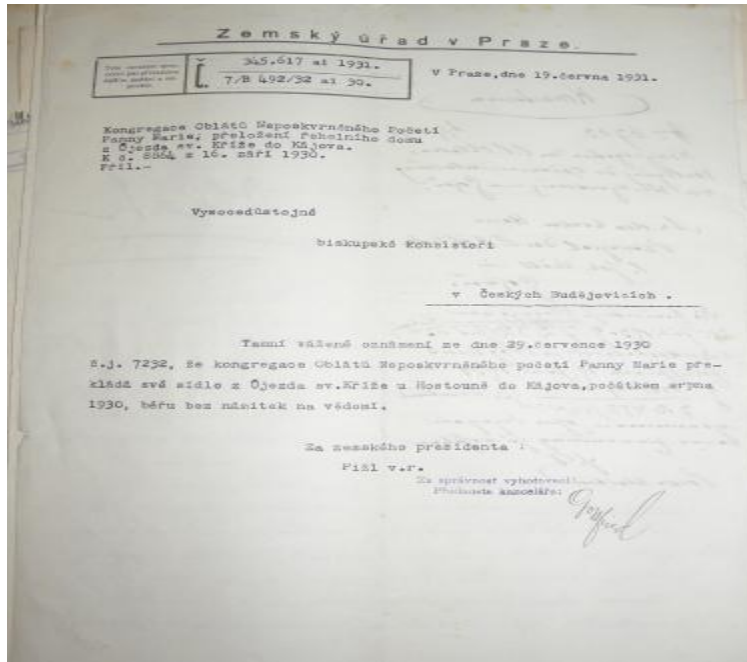 Zemský úřad v Praze.
Č. 345.617 ai 1931.
7/B 492/32 ai 30.
V Praze, dne 19.června 1931.
Kongregace Oblátů Neposkvrněného Početí
Panny Marie, přeložení řeholního domu
z Újezda sv. Kříže do Kájova.
K č. 8864 z 16. září 1930.
Příl.-
Vysocedůstojné
biskupské konsistoři
v Českých Budějovicích .
Tamní vážené oznámení ze dne 29.července 1930
č.j. 7232, že kongregace Oblátů Neposkvrněného početí Panny Marie pře-
kládá své sídlo z Újezda sv.Kříže u Hostouně do Kájova,počátkem srpna
1930, béřu bez námitek na vědomí.
Za zemského presidenta :
Fišl v.r.
Za správnost vyhotovení:
Přednosta kanceláře: